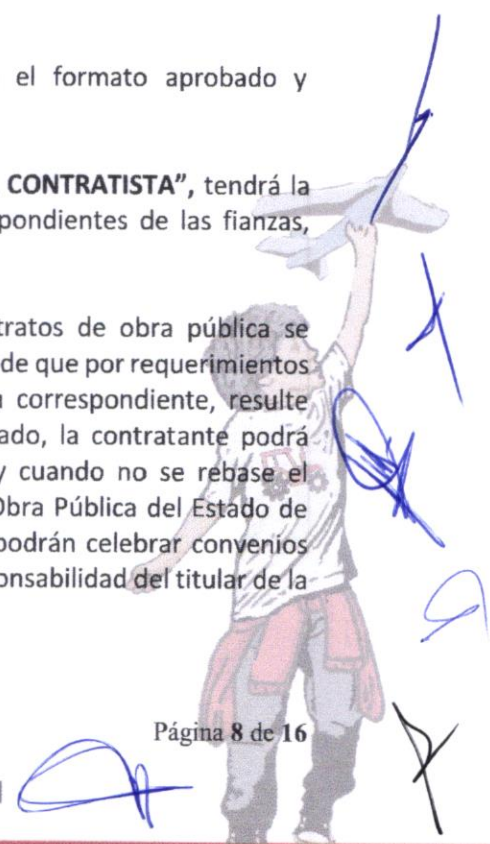 el formato aprobado y
CONTRATISTA", tendrá la
pondientes de las fianzas,
tratos de obra pública se
de que por requerimientos
correspondiente, resulte
ado, la contratante podrá
y cuando no se rebase el
Obra Pública del Estado de
podrán celebrar convenios
onsabilidad del titular de la
Página 8 de 16